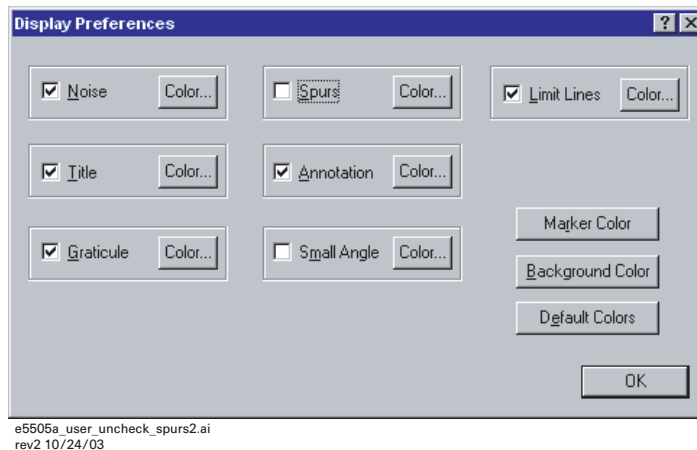 Display Preferences
Noise Color... Spurs Color... Limit Lines Color...
Title Color... Annotation Color...
Graticule Color... Small Angle Color...
Marker Color
Background Color
Default Colors
OK
e5505a_user_uncheck_spurs2.ai
rev2 10/24/03